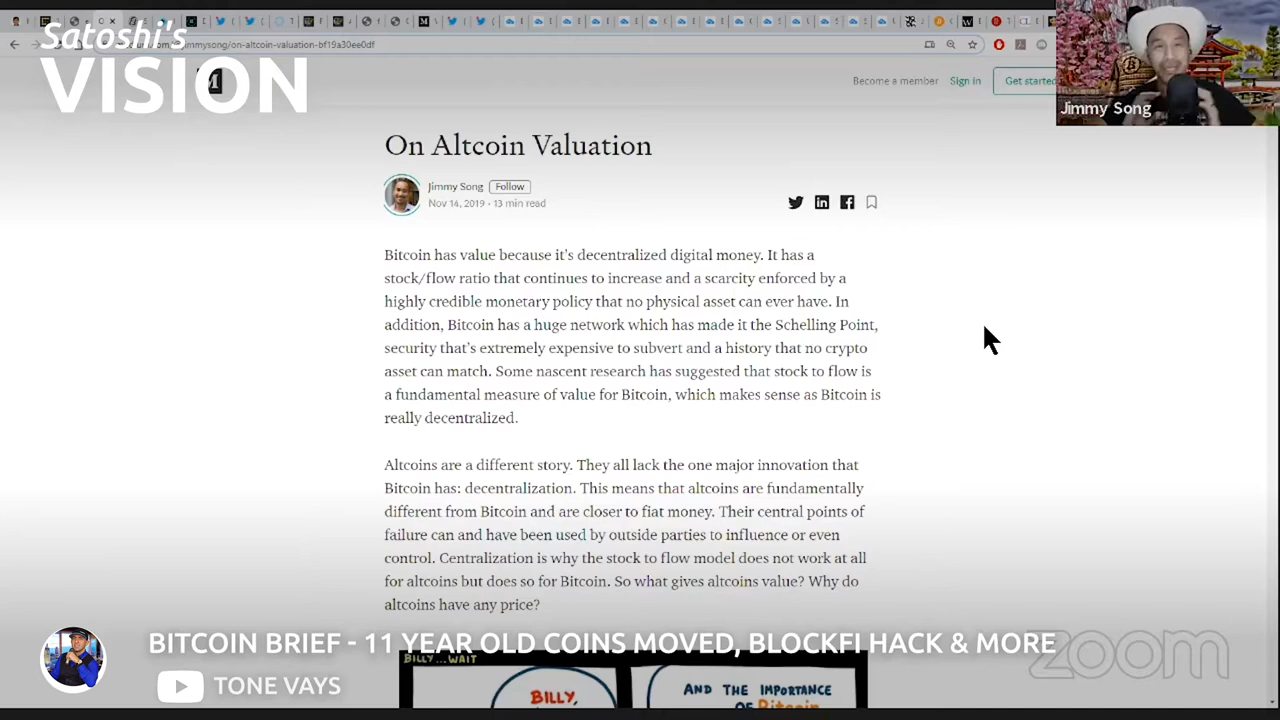 Satoshi's
VISION
jimmysong/on-altcoin-valuation-bf19a30ee0df
Become a member
Sign in
Get started
Jimmy Song
On Altcoin Valuation
Jimmy Song
Follow
Nov 14, 2019 · 13 min read
Bitcoin has value because it's decentralized digital money. It has a
stock/flow ratio that continues to increase and a scarcity enforced by a
highly credible monetary policy that no physical asset can ever have. In
addition, Bitcoin has a huge network which has made it the Schelling Point,
security that's extremely expensive to subvert and a history that no crypto
asset can match. Some nascent research has suggested that stock to flow is
a fundamental measure of value for Bitcoin, which makes sense as Bitcoin is
really decentralized.
Altcoins are a different story. They all lack the one major innovation that
Bitcoin has: decentralization. This means that altcoins are fundamentally
different from Bitcoin and are closer to fiat money. Their central points of
failure can and have been used by outside parties to influence or even
control. Centralization is why the stock to flow model does not work at all
for altcoins but does so for Bitcoin. So what gives altcoins value? Why do
altcoins have any price?
BITCOIN BRIEF - 11 YEAR OLD COINS MOVED, BLOCKFI HACK & MORE
zoom
BILLY...WAIT
TONE VAYS
BILLY,
AND THE IMPORTANCE
OF Bitcoin